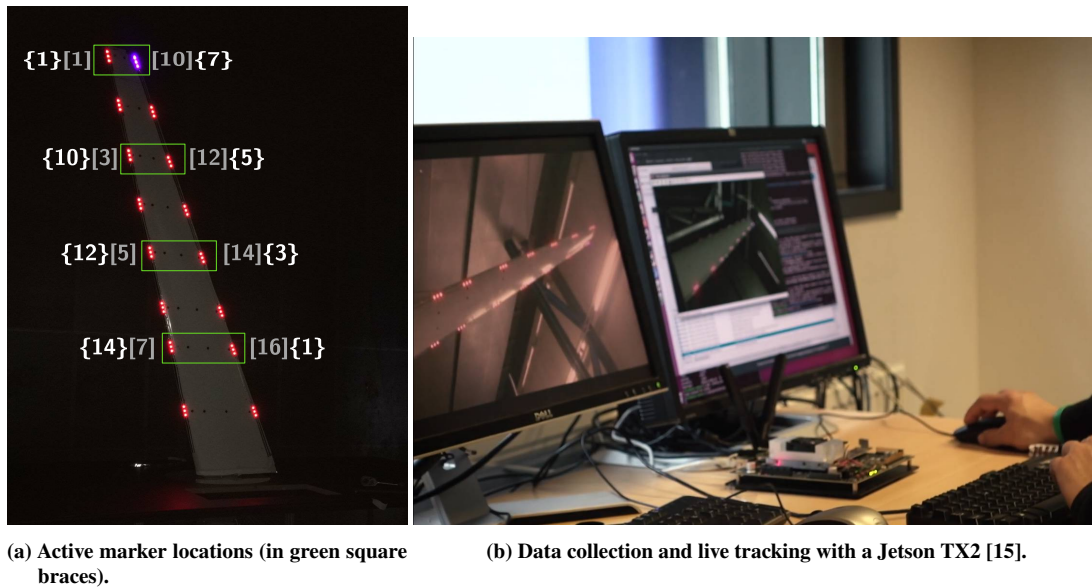 {1}[1] [10]{7}
{10}[3] [12]{5}
{12}[5] [14]{3}
{14}[7] [16]{1}
DELL
(a) Active marker locations (in green square
braces).
(b) Data collection and live tracking with a Jetson TX2 [15].